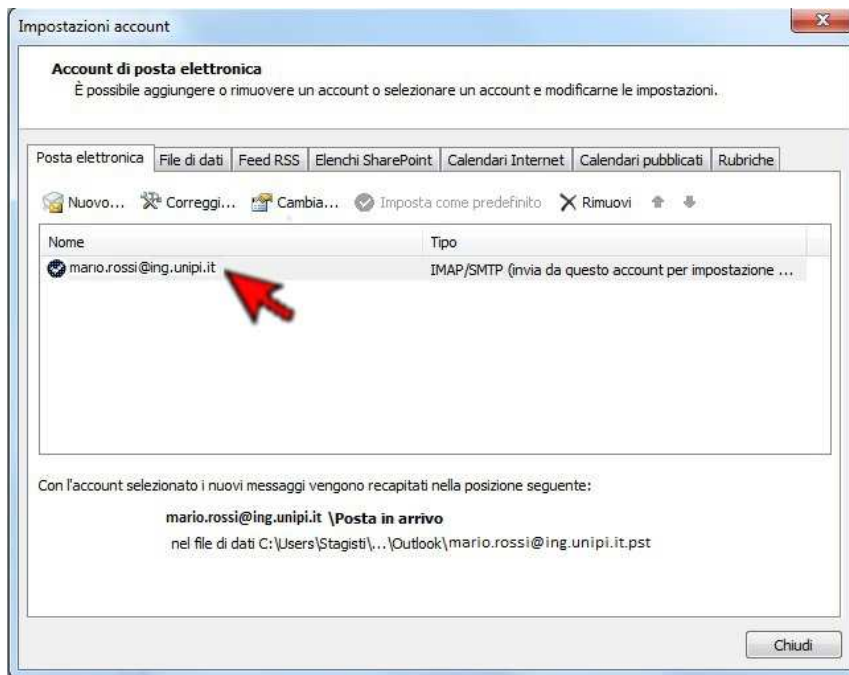 Impostazioni account
Account di posta elettronica
È possibile aggiungere o rimuovere un account o selezionare un account e modificarne le impostazioni.
Posta elettronica File di dati Feed RSS Elenchi SharePoint Calendari Internet Calendari pubblicati Rubriche
Nuovo... Correggi... Cambia... Imposta come predefinito Rimuovi
Nome Tipo
mario.rossi@ing.unipi.it IMAP/SMTP (invia da questo account per impostazione ...
Con l'account selezionato i nuovi messaggi vengono recapitati nella posizione seguente:
mario.rossi@ing.unipi.it \Posta in arrivo
nel file di dati C:\Users\Stagisti\...\Outlook\mario.rossi@ing.unipi.it.pst
Chiudi